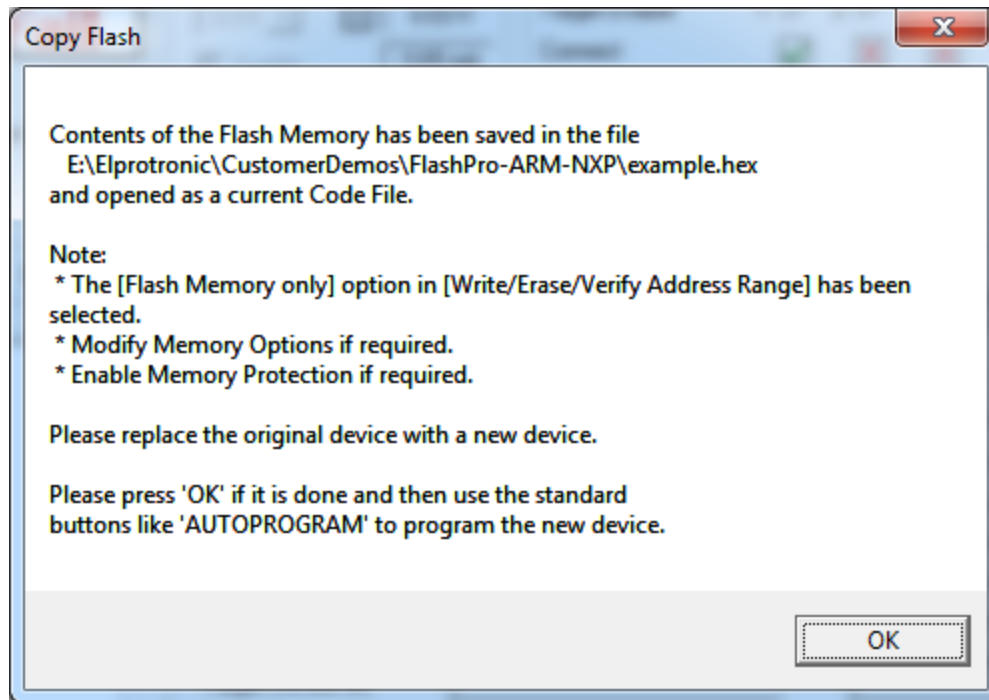 Copy Flash
Contents of the Flash Memory has been saved in the file
E:\Elprotronic\CustomerDemos\FlashPro-ARM-NXP\example.hex
and opened as a current Code File.
Note:
* The [Flash Memory only] option in [Write/Erase/Verify Address Range] has been
selected.
* Modify Memory Options if required.
* Enable Memory Protection if required.
Please replace the original device with a new device.
Please press 'OK' if it is done and then use the standard
buttons like 'AUTOPROGRAM' to program the new device.
OK